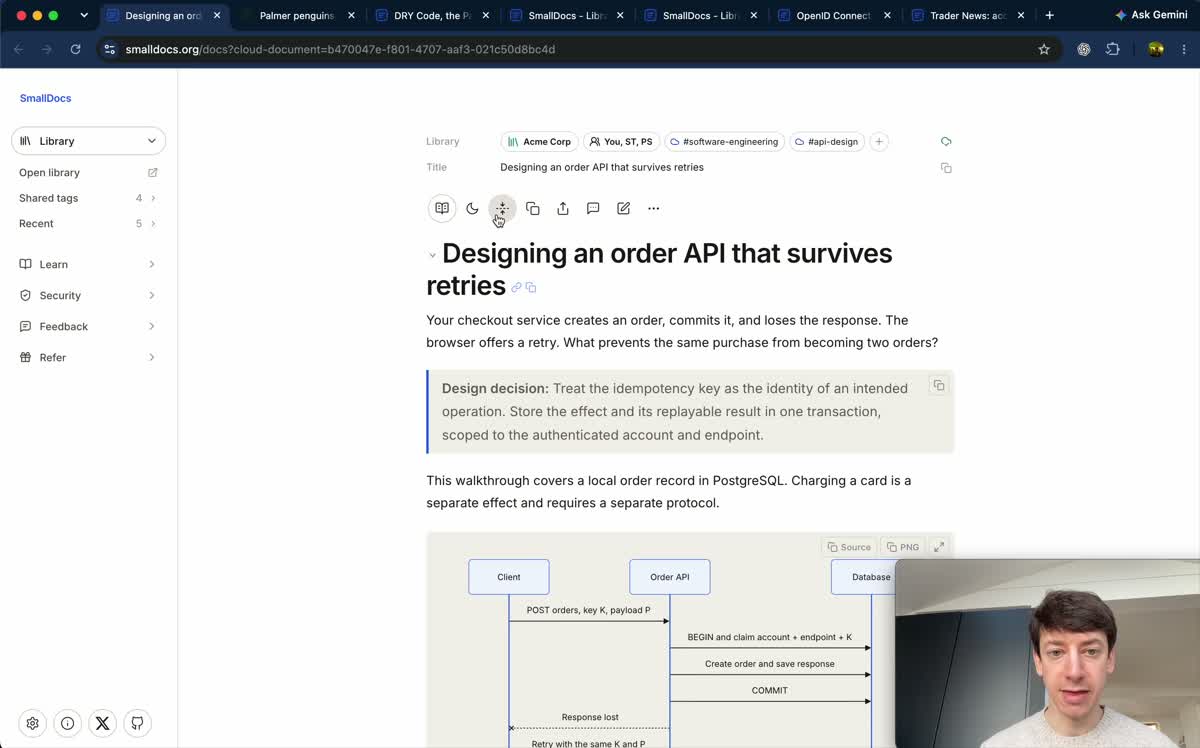 Designing an ord
Palmer penguins
DRY Code, the Pa
SmallDocs - Libra
SmallDocs - Libra
OpenID Connect
Trader News: acc
Ask Gemini
smalldocs.org/docs?cloud-document=b470047e-f801-4707-aaf3-021c50d8bc4d
SmallDocs
Library
Open library
Shared tags 4
Recent 5
Learn
Security
Feedback
Refer
Library Acme Corp You, ST, PS #software-engineering #api-design
Title Designing an order API that survives retries
Designing an order API that survives
retries
Your checkout service creates an order, commits it, and loses the response. The
browser offers a retry. What prevents the same purchase from becoming two orders?
Design decision: Treat the idempotency key as the identity of an intended
operation. Store the effect and its replayable result in one transaction,
scoped to the authenticated account and endpoint.
This walkthrough covers a local order record in PostgreSQL. Charging a card is a
separate effect and requires a separate protocol.
Source PNG
Client Order API Database
POST orders, key K, payload P
BEGIN and claim account + endpoint + K
Create order and save response
COMMIT
Response lost
Retry with the same K and P